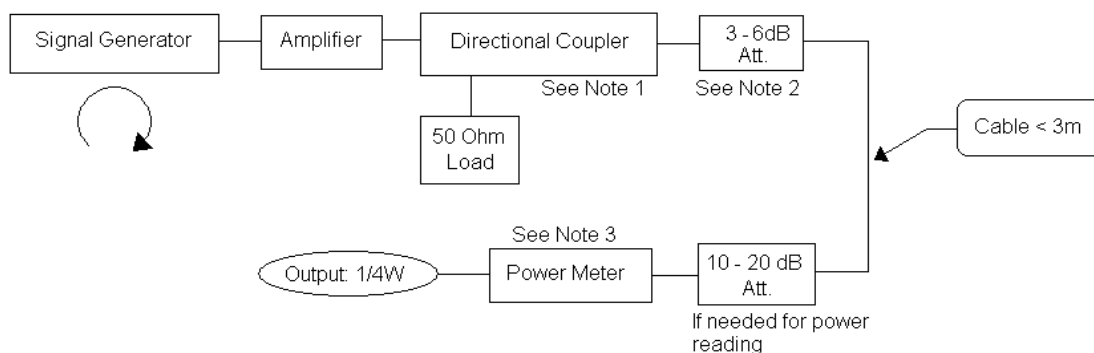 Signal Generator
Amplifier
Directional Coupler
3 - 6dB
Att.
See Note 1
See Note 2
50 Ohm
Load
Cable < 3m
See Note 3
Output: 1/4W
Power Meter
10 - 20 dB
Att.
If needed for power
reading